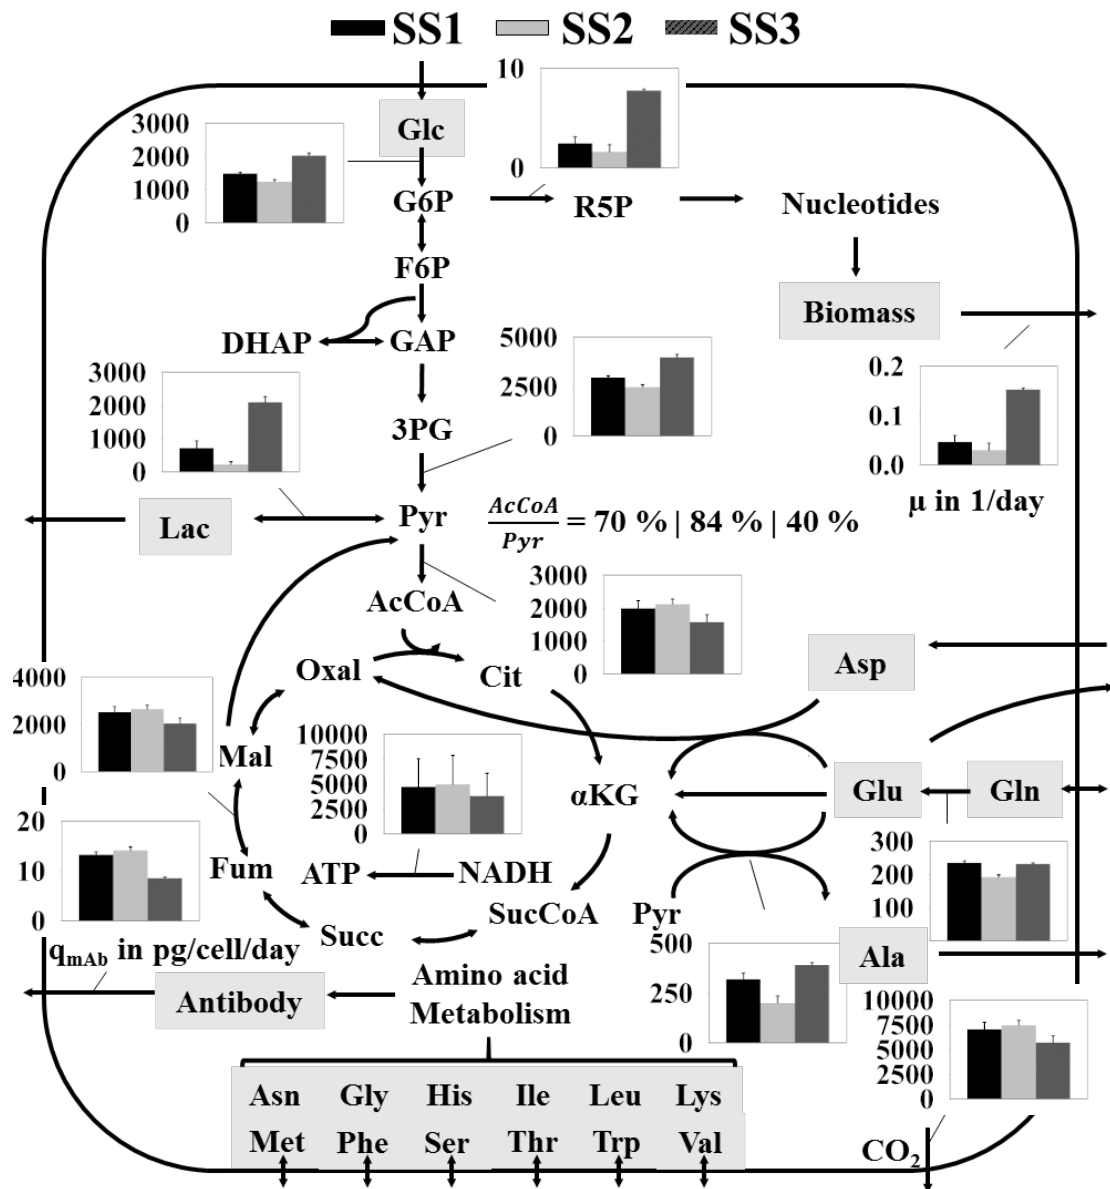 SS1 SS2 SS3
10
0
3000
2000
1000
0
Glc
G6P
R5P
Nucleotides
F6P
Biomass
DHAP
GAP
5000
2500
0
0.2
0.1
0.0
μ in 1/day
3000
2000
1000
0
3PG
Lac
Pyr
AcCoA/Pyr = 70 % | 84 % | 40 %
AcCoA
3000
2000
1000
0
Oxal
Cit
Asp
4000
2000
0
Mal
10000
7500
5000
2500
0
αKG
Glu
Gln
20
10
0
Fum
ATP
NADH
300
200
100
SucCoA
Pyr
Succ
qmAb in pg/cell/day
500
250
0
Ala
Antibody
Amino acid
Metabolism
10000
7500
5000
2500
0
Asn Gly His Ile Leu Lys
Met Phe Ser Thr Trp Val
CO2